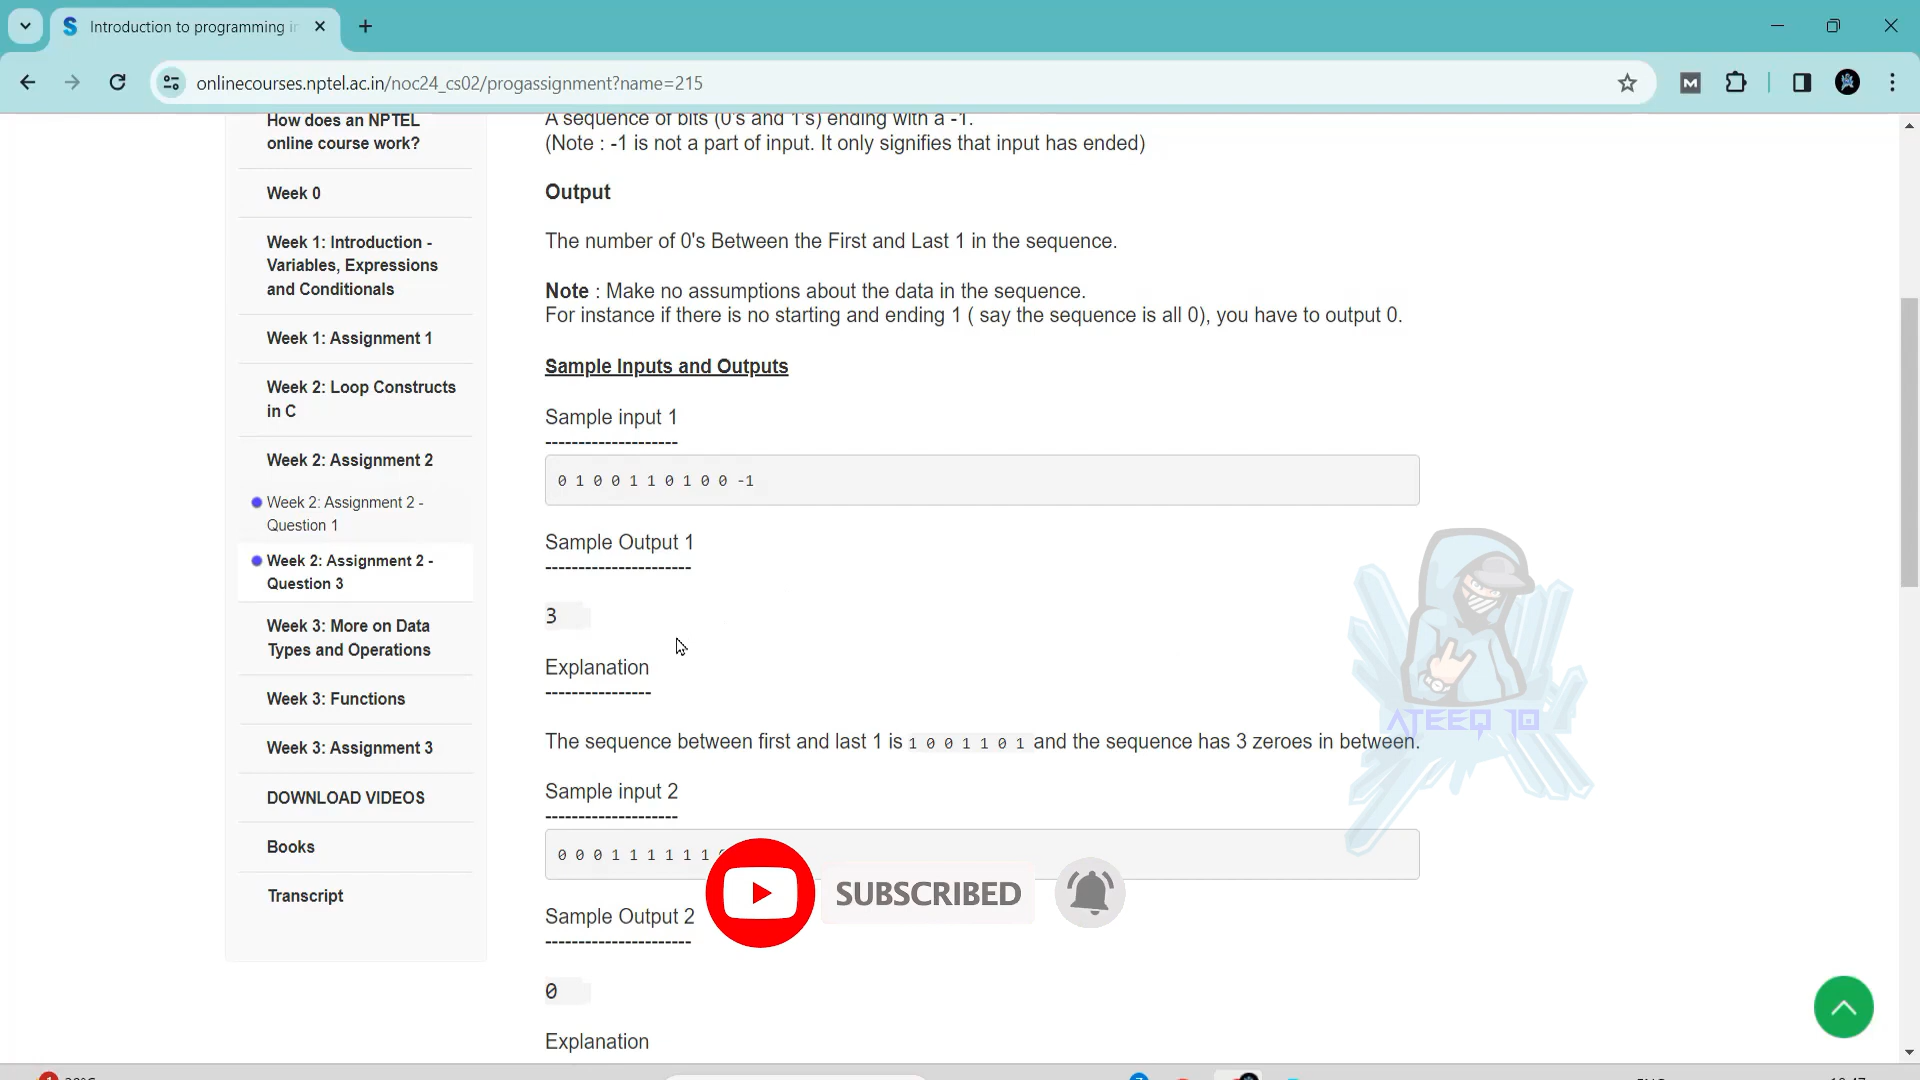 Introduction to programming in
onlinecourses.nptel.ac.in/noc24_cs02/progassignment?name=215
How does an NPTEL
online course work?
Week 0
Week 1: Introduction -
Variables, Expressions
and Conditionals
Week 1: Assignment 1
Week 2: Loop Constructs
in C
Week 2: Assignment 2
Week 2: Assignment 2 -
Question 1
Week 2: Assignment 2 -
Question 3
Week 3: More on Data
Types and Operations
Week 3: Functions
Week 3: Assignment 3
DOWNLOAD VIDEOS
Books
Transcript
A sequence of bits (0's and 1's) ending with a -1.
(Note : -1 is not a part of input. It only signifies that input has ended)
Output
The number of 0's Between the First and Last 1 in the sequence.
Note : Make no assumptions about the data in the sequence.
For instance if there is no starting and ending 1 ( say the sequence is all 0), you have to output 0.
Sample Inputs and Outputs
Sample input 1
--------------------
0 1 0 0 1 1 0 1 0 0 -1
Sample Output 1
----------------------
3
Explanation
----------------
The sequence between first and last 1 is 1 0 0 1 1 0 1 and the sequence has 3 zeroes in between.
Sample input 2
--------------------
0 0 0 1 1 1 1 1 1
Sample Output 2
----------------------
0
Explanation
SUBSCRIBED
ATEEQ 10